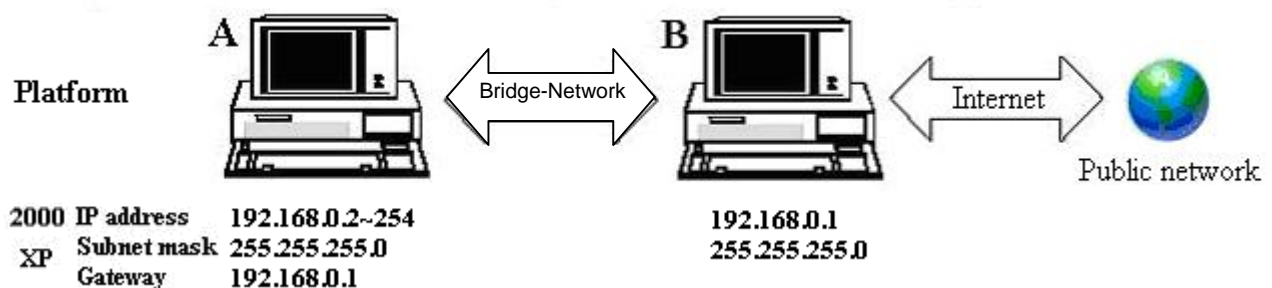 A
B
Platform
Bridge-Network
Internet
Public network
2000 IP address 192.168.0.2~254 192.168.0.1
XP Subnet mask 255.255.255.0 255.255.255.0
Gateway 192.168.0.1